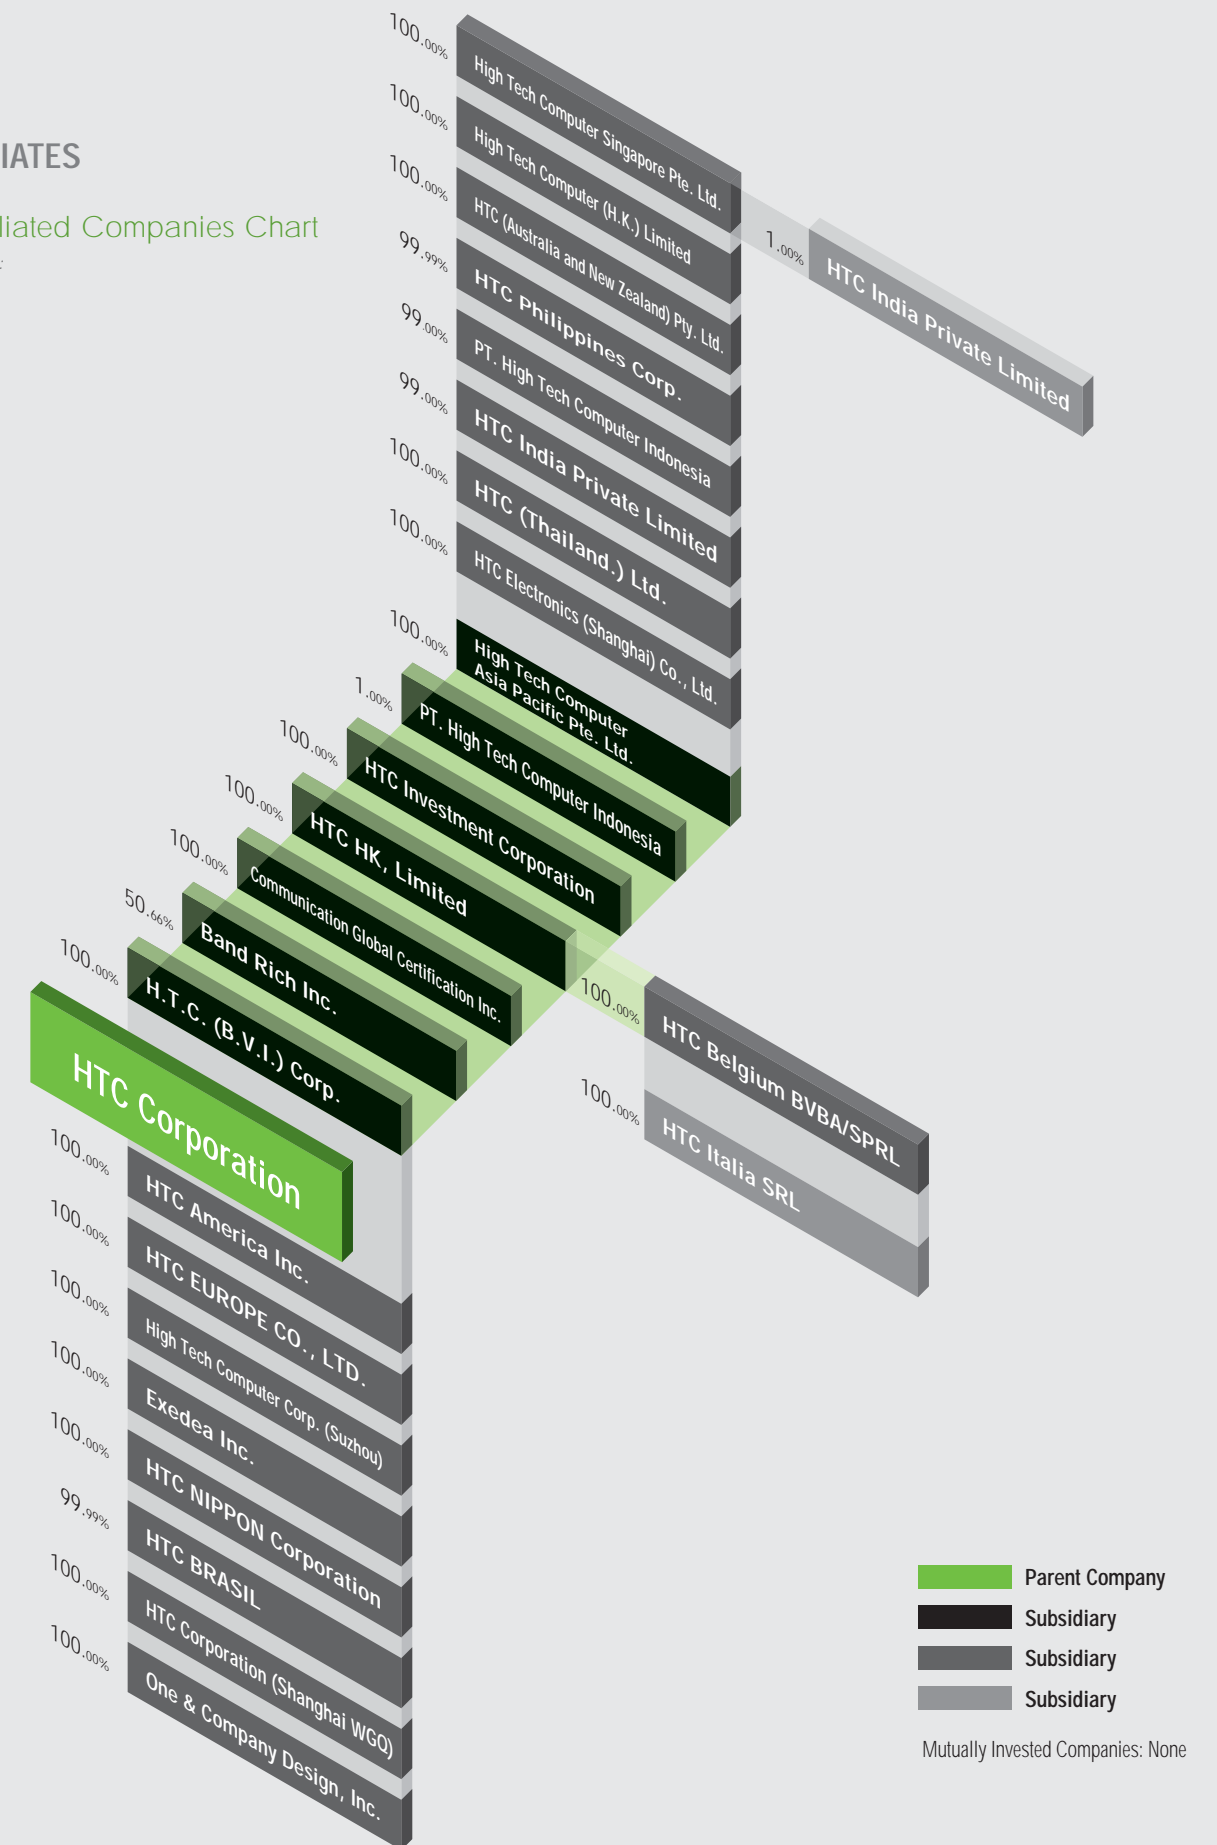 IATES
liated Companies Chart
:
100.00%
High Tech Computer Singapore Pte. Ltd.
100.00%
High Tech Computer (H.K.) Limited
100.00%
HTC (Australia and New Zealand) Pty. Ltd.
99.99%
HTC Philippines Corp.
99.00%
PT. High Tech Computer Indonesia
99.00%
HTC India Private Limited
100.00%
HTC (Thailand.) Ltd.
100.00%
HTC Electronics (Shanghai) Co., Ltd.
1.00%
HTC India Private Limited
100.00%
High Tech Computer
Asia Pacific Pte. Ltd.
1.00%
PT. High Tech Computer Indonesia
100.00%
HTC Investment Corporation
100.00%
HTC HK, Limited
100.00%
Communication Global Certification Inc.
50.66%
Band Rich Inc.
100.00%
H.T.C. (B.V.I.) Corp.
100.00%
HTC Belgium BVBA/SPRL
100.00%
HTC Italia SRL
HTC Corporation
100.00%
HTC America Inc.
100.00%
HTC EUROPE CO., LTD.
100.00%
High Tech Computer Corp. (Suzhou)
100.00%
Exedea Inc.
100.00%
HTC NIPPON Corporation
99.99%
HTC BRASIL
100.00%
HTC Corporation (Shanghai WGQ)
100.00%
One & Company Design, Inc.
Parent Company
Subsidiary
Subsidiary
Subsidiary
Mutually Invested Companies: None